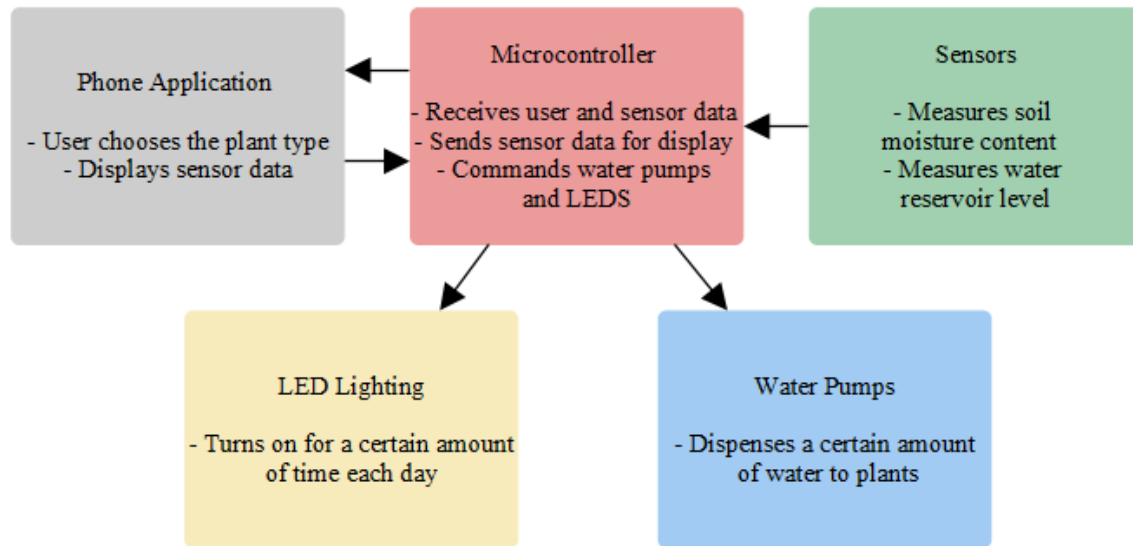 Phone Application
- User chooses the plant type
- Displays sensor data
Microcontroller
- Receives user and sensor data
- Sends sensor data for display
- Commands water pumps
and LEDS
Sensors
- Measures soil
moisture content
- Measures water
reservoir level
LED Lighting
- Turns on for a certain amount
of time each day
Water Pumps
- Dispenses a certain amount
of water to plants